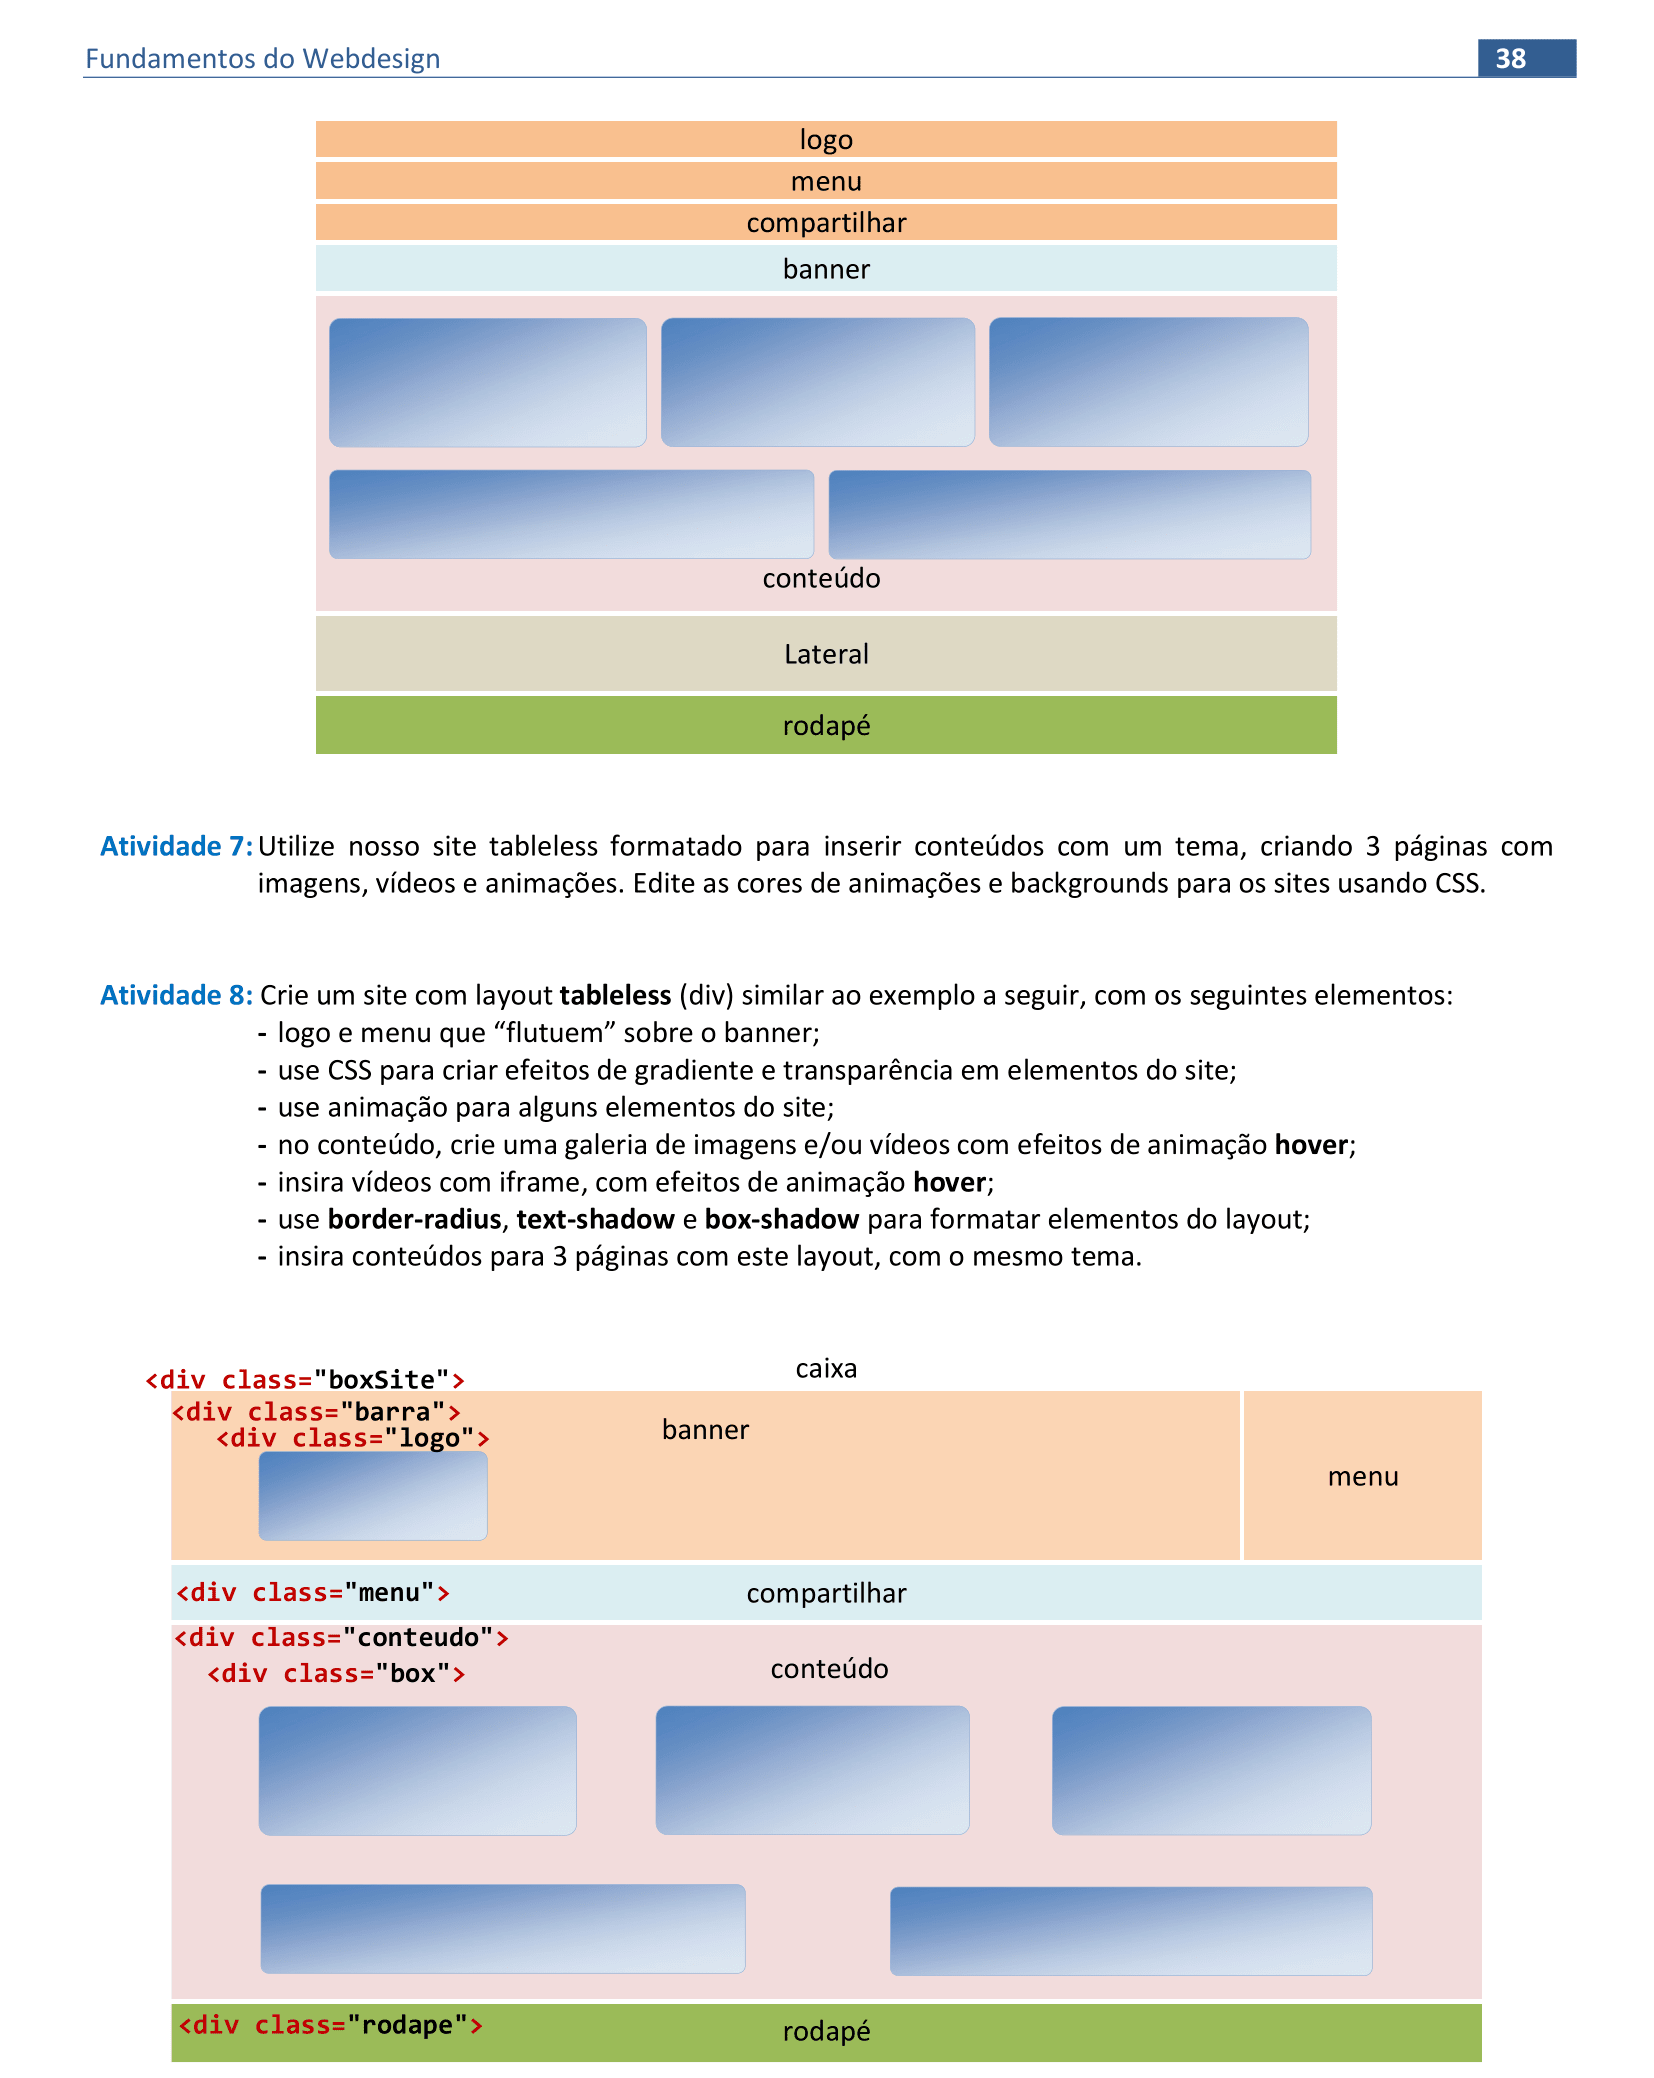 Fundamentos do Webdesign 38
logo
menu
compartilhar
banner
conteúdo
Lateral
rodapé
Atividade 7: Utilize nosso site tableless formatado para inserir conteúdos com um tema, criando 3 páginas com
imagens, vídeos e animações. Edite as cores de animações e backgrounds para os sites usando CSS.
Atividade 8: Crie um site com layout tableless (div) similar ao exemplo a seguir, com os seguintes elementos:
- logo e menu que “flutuem” sobre o banner;
- use CSS para criar efeitos de gradiente e transparência em elementos do site;
- use animação para alguns elementos do site;
- no conteúdo, crie uma galeria de imagens e/ou vídeos com efeitos de animação hover;
- insira vídeos com iframe, com efeitos de animação hover;
- use border-radius, text-shadow e box-shadow para formatar elementos do layout;
- insira conteúdos para 3 páginas com este layout, com o mesmo tema.
caixa
<div class="boxSite">
<div class="barra">
banner
<div class="logo">
menu
<div class="menu"> compartilhar
<div class="conteudo">
<div class="box"> conteúdo
<div class="rodape"> rodapé